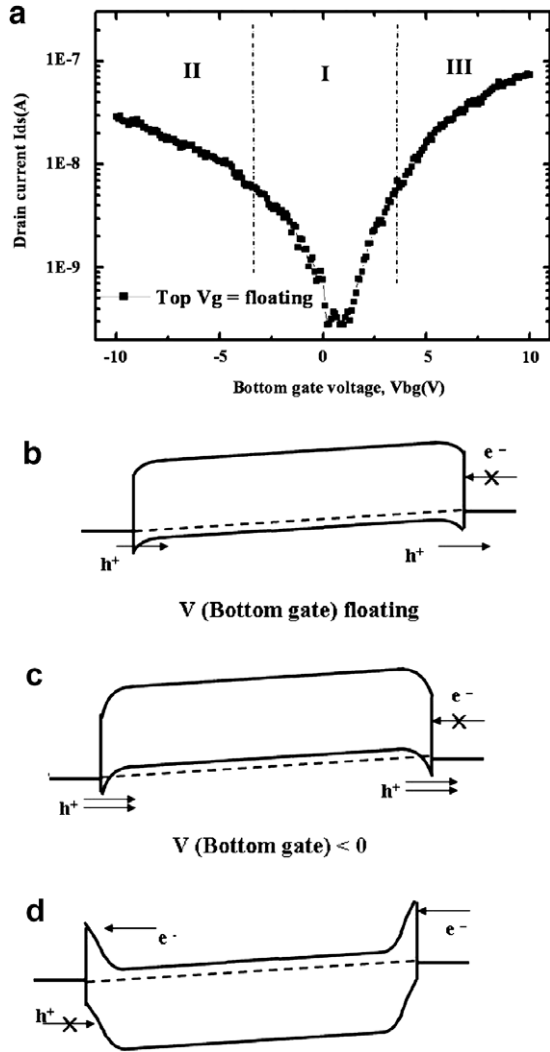 a
1E-7
1E-8
1E-9
Drain current Ids(A)
II
I
III
Top Vg = floating
-10
-5
0
5
10
Bottom gate voltage, Vbg(V)
b
e⁻
h⁺
h⁺
V (Bottom gate) floating
c
e⁻
h⁺
h⁺
V (Bottom gate) < 0
d
e⁻
e⁻
h⁺